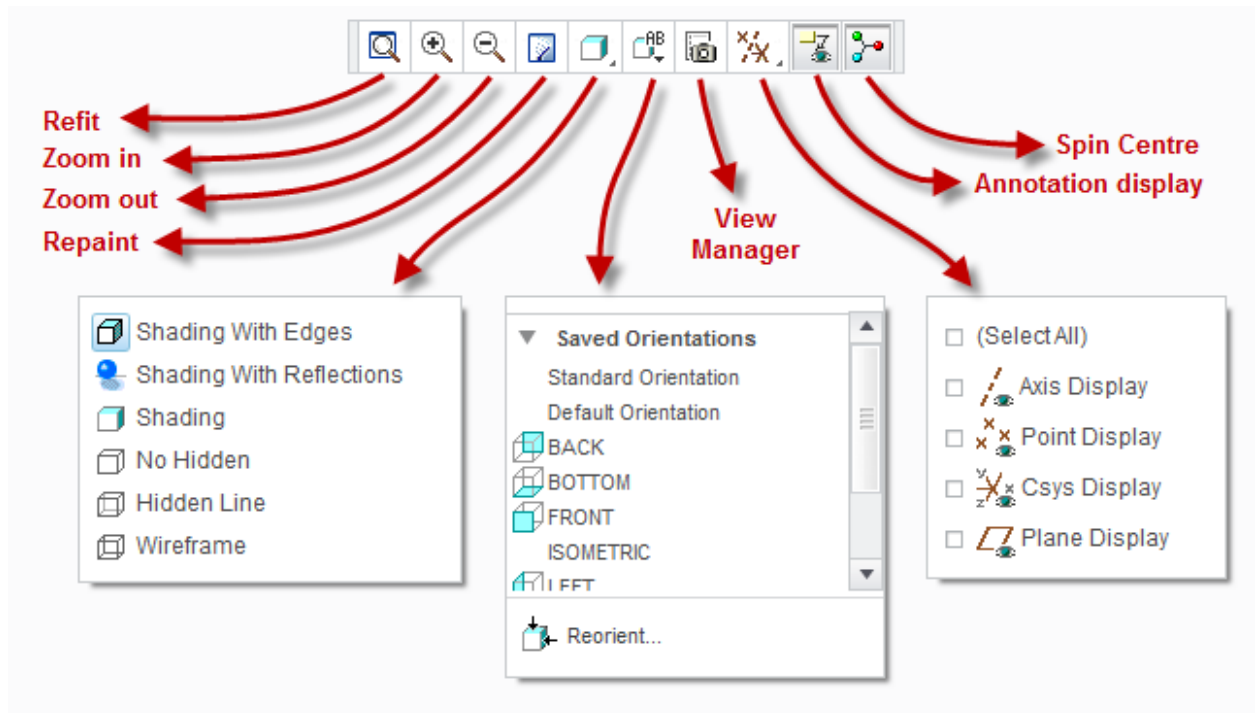 AB
Refit
Zoom in
Zoom out
Repaint
View
Manager
Spin Centre
Annotation display
Shading With Edges
Shading With Reflections
Shading
No Hidden
Hidden Line
Wireframe
Saved Orientations
Standard Orientation
Default Orientation
BACK
BOTTOM
FRONT
ISOMETRIC
LEFT
Reorient...
(Select All)
Axis Display
Point Display
Csys Display
Plane Display